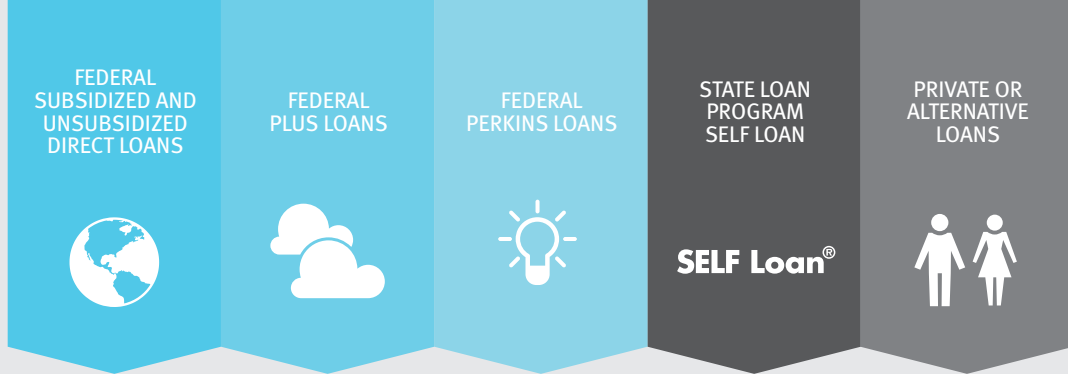 FEDERAL
SUBSIDIZED AND
UNSUBSIDIZED
DIRECT LOANS
FEDERAL
PLUS LOANS
FEDERAL
PERKINS LOANS
STATE LOAN
PROGRAM
SELF LOAN
SELF Loan®
PRIVATE OR
ALTERNATIVE
LOANS